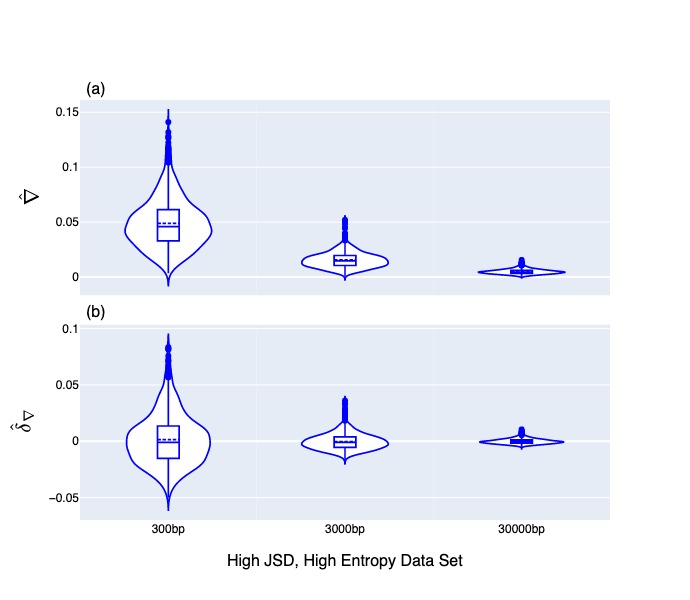 (a)
0.15
0.1
0.05
0
∇̂
(b)
0.1
0.05
0
−0.05
δ̂ ∇
300bp
3000bp
30000bp
High JSD, High Entropy Data Set